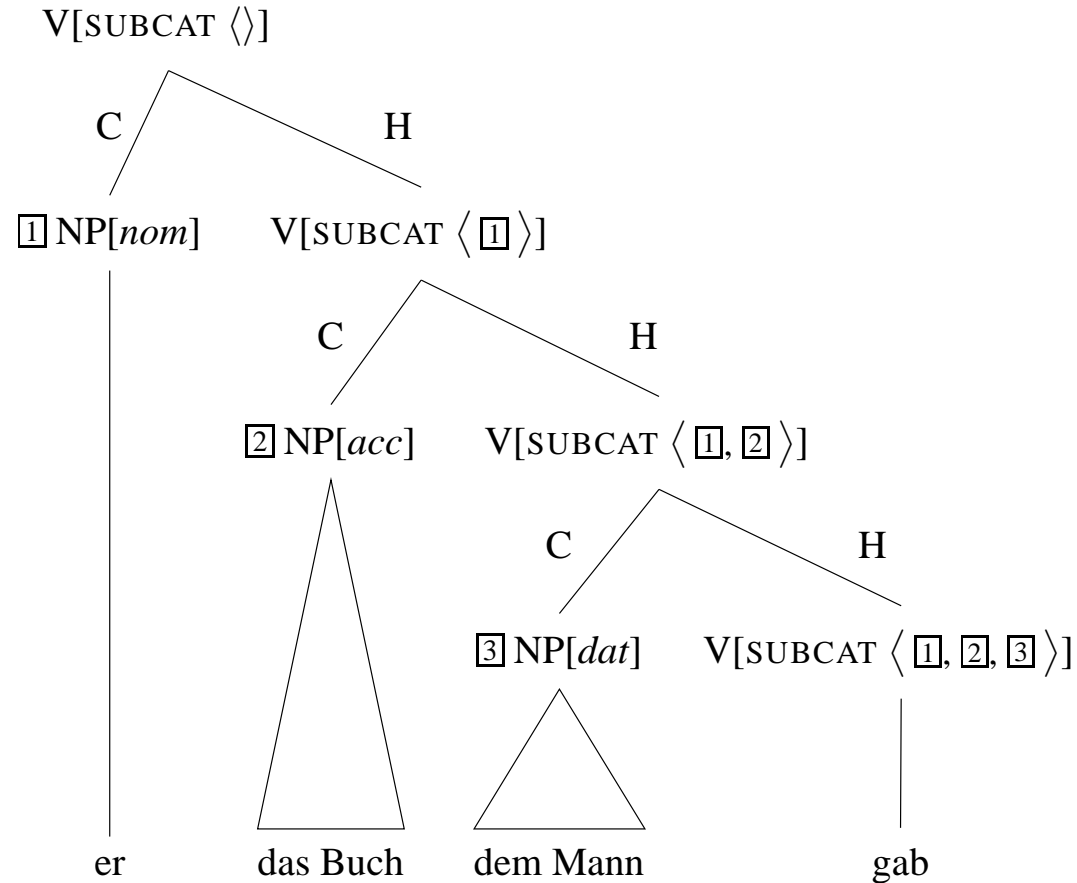 V[SUBCAT ⟨⟩]
C H
1 NP[nom] V[SUBCAT ⟨ 1 ⟩]
C H
2 NP[acc] V[SUBCAT ⟨ 1, 2 ⟩]
C H
3 NP[dat] V[SUBCAT ⟨ 1, 2, 3 ⟩]
er das Buch dem Mann gab